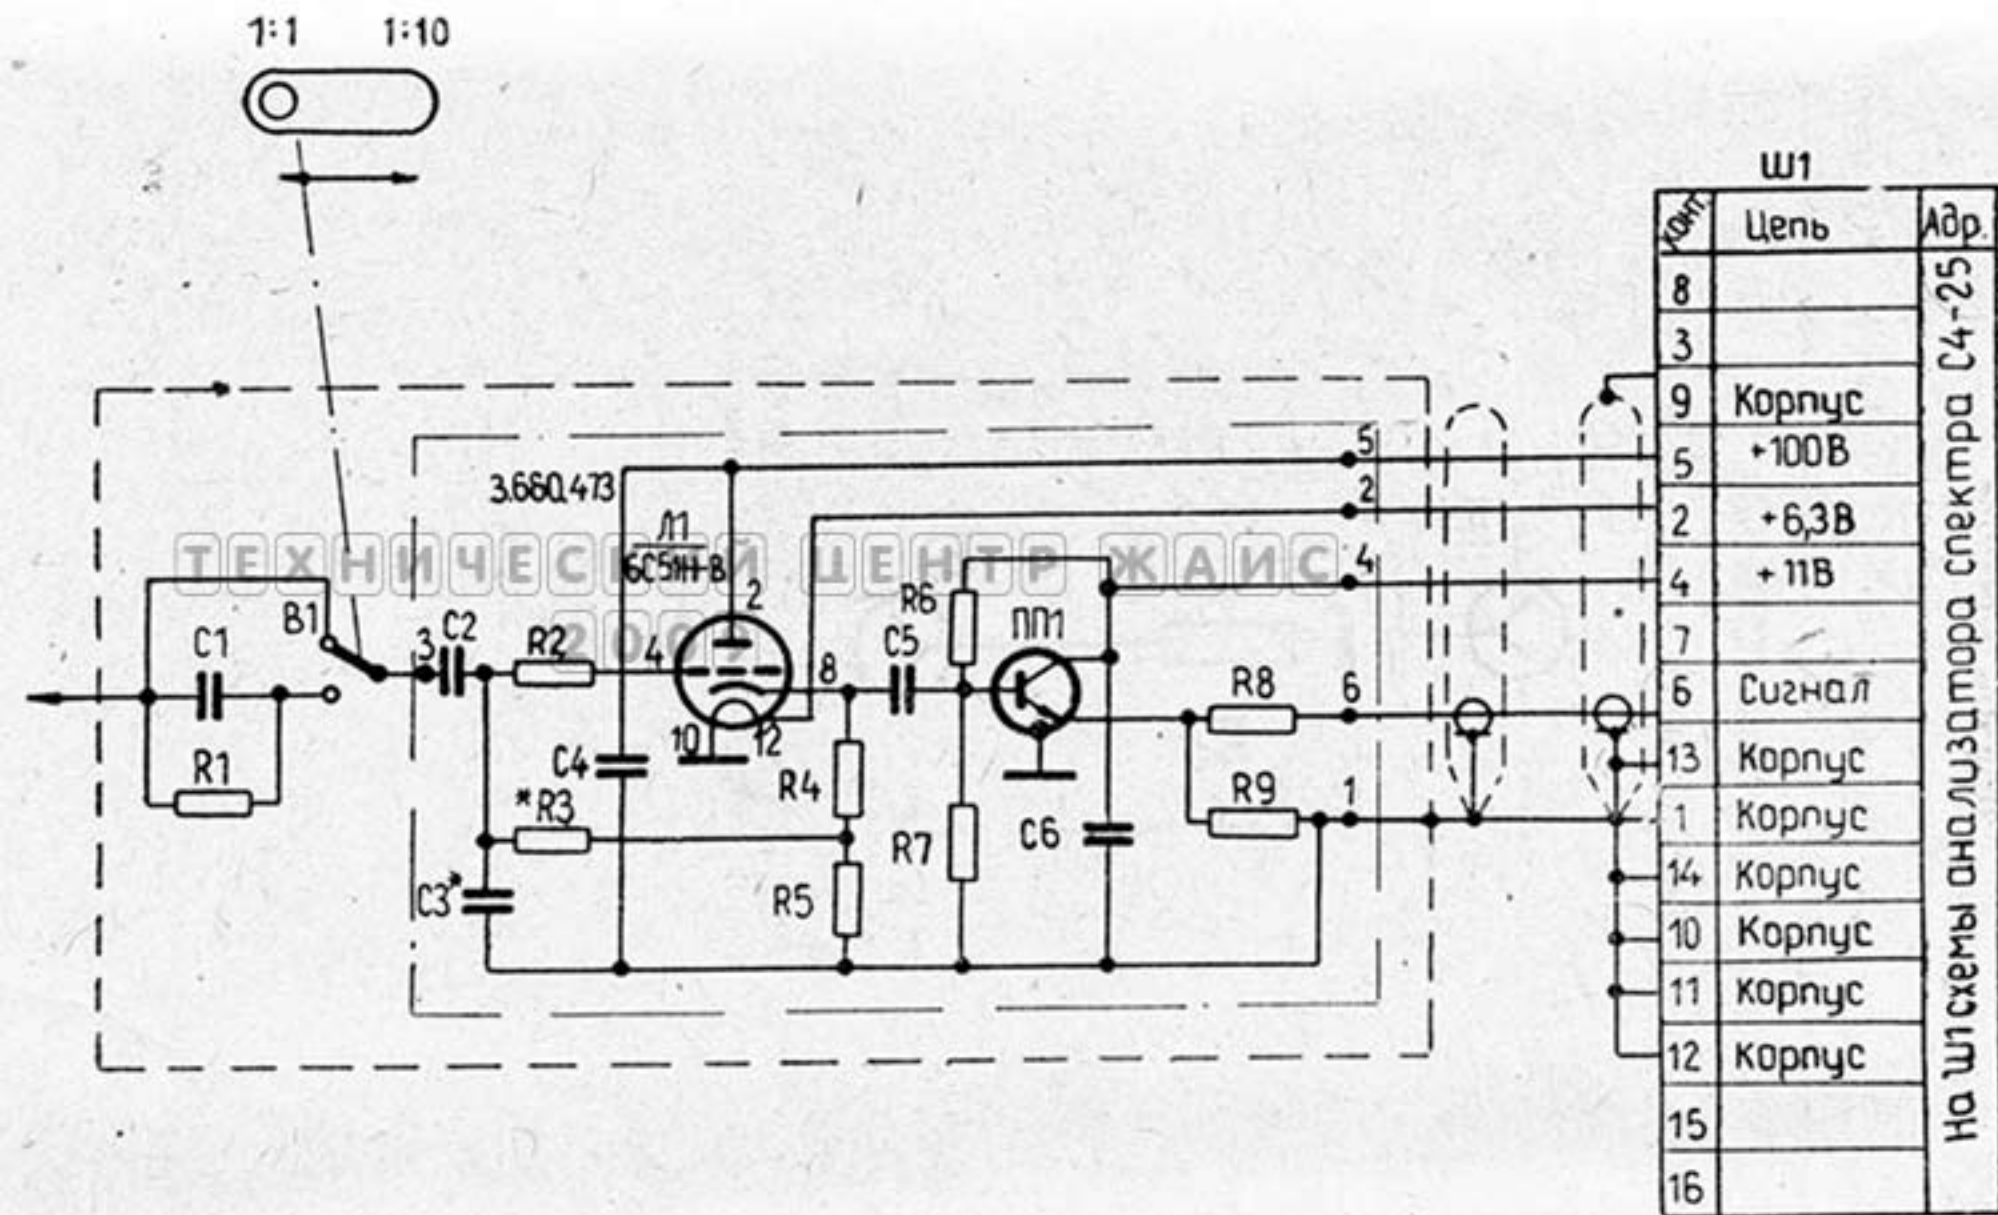 1:1 1:10
Ш1
Конт. Цепь Адр.
8
3
9 Корпус
5 +100В
2 +6,3В
4 +11В
7
6 Сигнал
13 Корпус
1 Корпус
14 Корпус
10 Корпус
11 Корпус
12 Корпус
15
16
На Ш1 схемы анализатора спектра С4-25
3.660.473
Л1
6С51Н-В
ТЕХНИЧЕСКИЙ ЦЕНТР ЖАИС
2009
5
2
4
6
1
C1
R1
B1
3
C2
R2
4
2
8
10
12
*R3
C3*
C4
R4
R5
C5
R6
R7
ПП1
C6
R8
R9